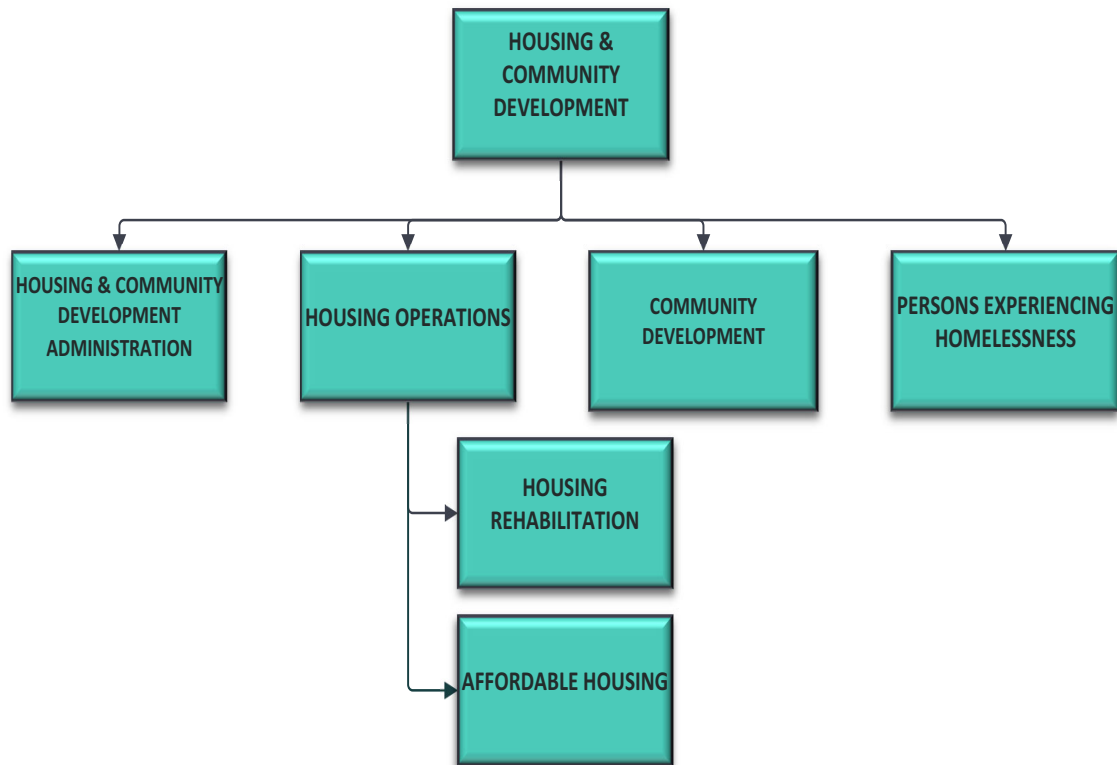 HOUSING &
COMMUNITY
DEVELOPMENT
HOUSING & COMMUNITY
DEVELOPMENT
ADMINISTRATION
HOUSING OPERATIONS
COMMUNITY
DEVELOPMENT
PERSONS EXPERIENCING
HOMELESSNESS
HOUSING
REHABILITATION
AFFORDABLE HOUSING